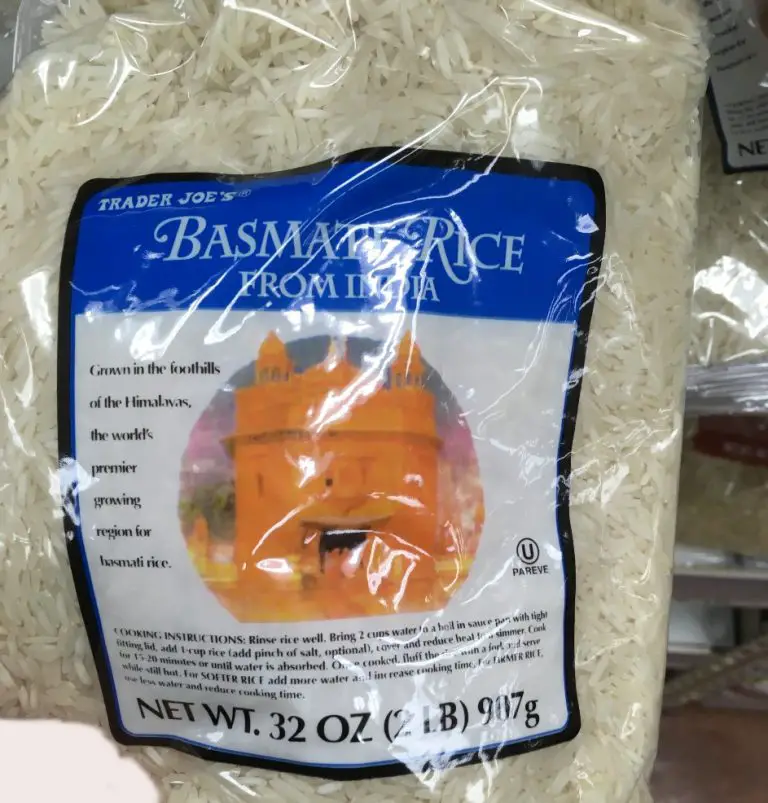 TRADER JOE'S®
BASMATI RICE
FROM INDIA
Grown in the foothills
of the Himalayas,
the world's
premier
growing
region for
basmati rice.
U
PAREVE
COOKING INSTRUCTIONS: Rinse rice well. Bring 2 cups water to a boil in sauce pan with tight
fitting lid, add 1-cup rice (add pinch of salt, optional), cover and reduce heat to a simmer. Cook
for 15-20 minutes or until water is absorbed. Once cooked, fluff the rice with a fork and serve
while still hot. For SOFTER RICE add more water and increase cooking time. For FIRMER RICE,
use less water and reduce cooking time.
NET WT. 32 OZ (2 LB) 907g
NE